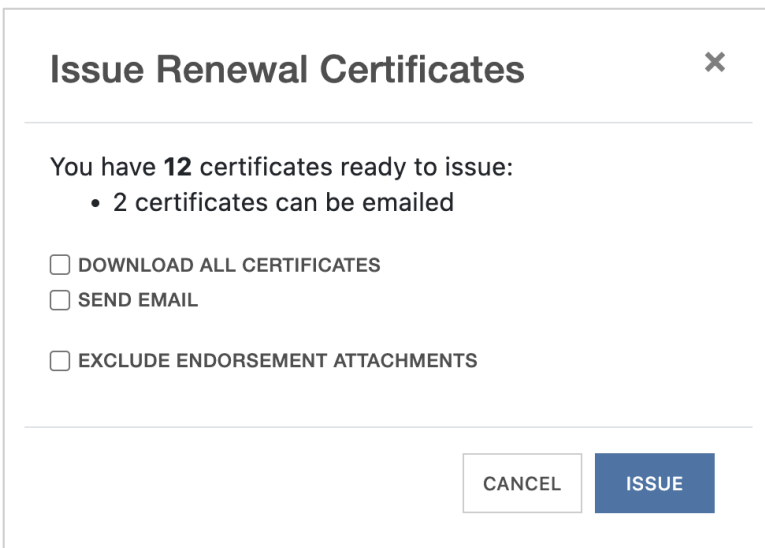 Issue Renewal Certificates ×
You have 12 certificates ready to issue:
• 2 certificates can be emailed
DOWNLOAD ALL CERTIFICATES
SEND EMAIL
EXCLUDE ENDORSEMENT ATTACHMENTS
CANCEL ISSUE